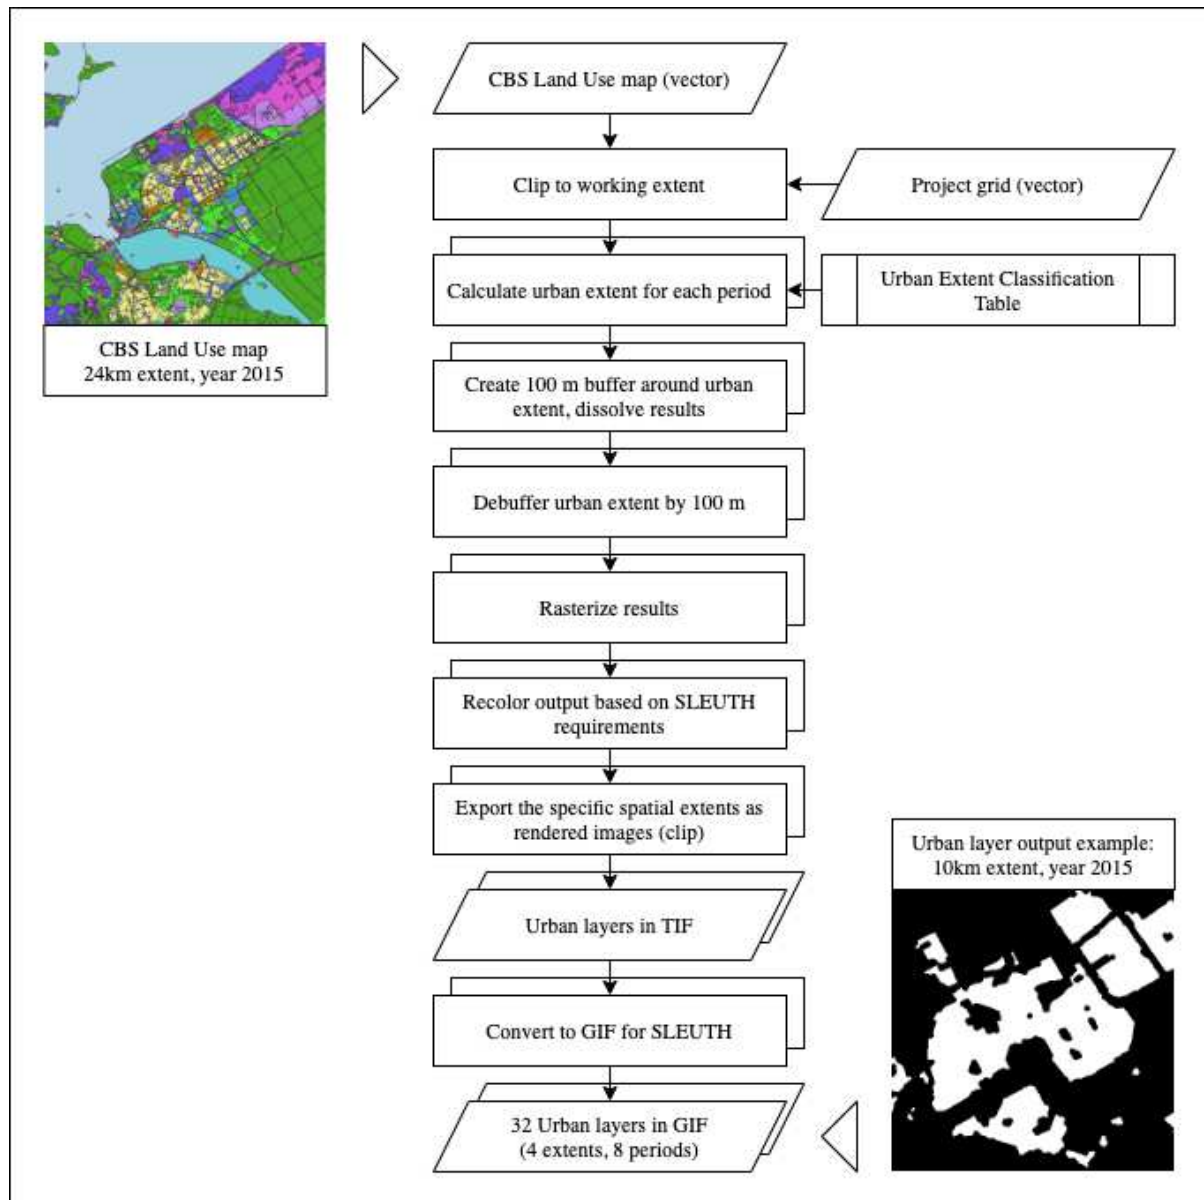 CBS Land Use map (vector)
CBS Land Use map
24km extent, year 2015
Clip to working extent
Project grid (vector)
Calculate urban extent for each period
Urban Extent Classification
Table
Create 100 m buffer around urban
extent, dissolve results
Debuffer urban extent by 100 m
Rasterize results
Recolor output based on SLEUTH
requirements
Export the specific spatial extents as
rendered images (clip)
Urban layer output example:
10km extent, year 2015
Urban layers in TIF
Convert to GIF for SLEUTH
32 Urban layers in GIF
(4 extents, 8 periods)